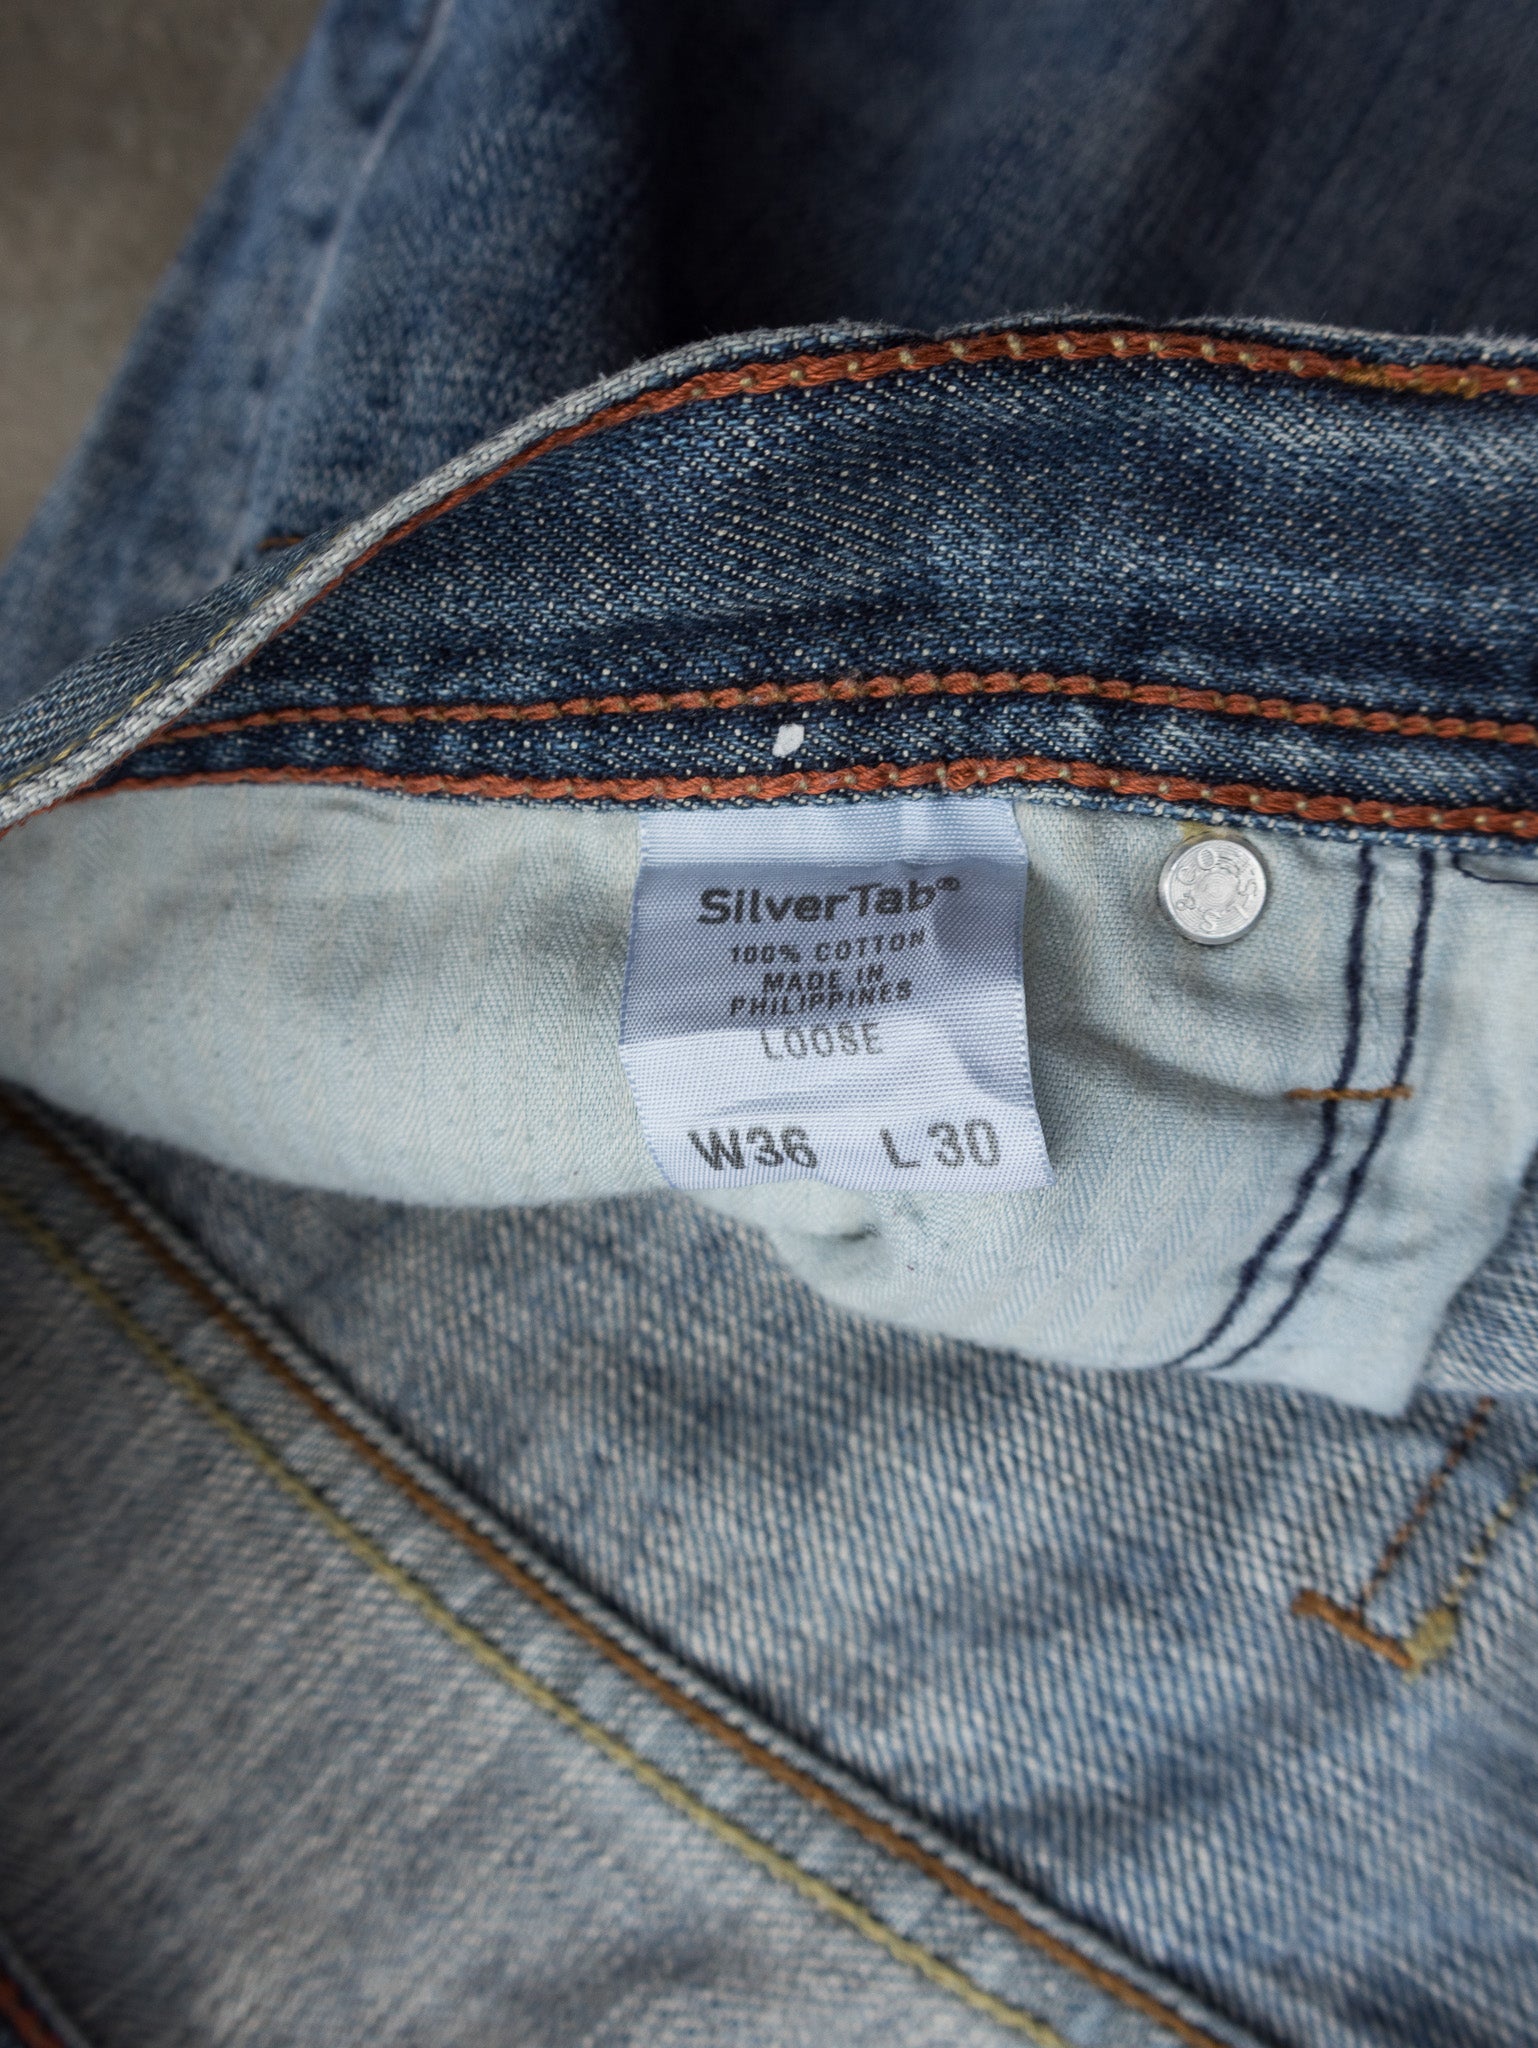 SilverTab®
100% COTTON
MADE IN
PHILIPPINES
LOOSE
W36 L30